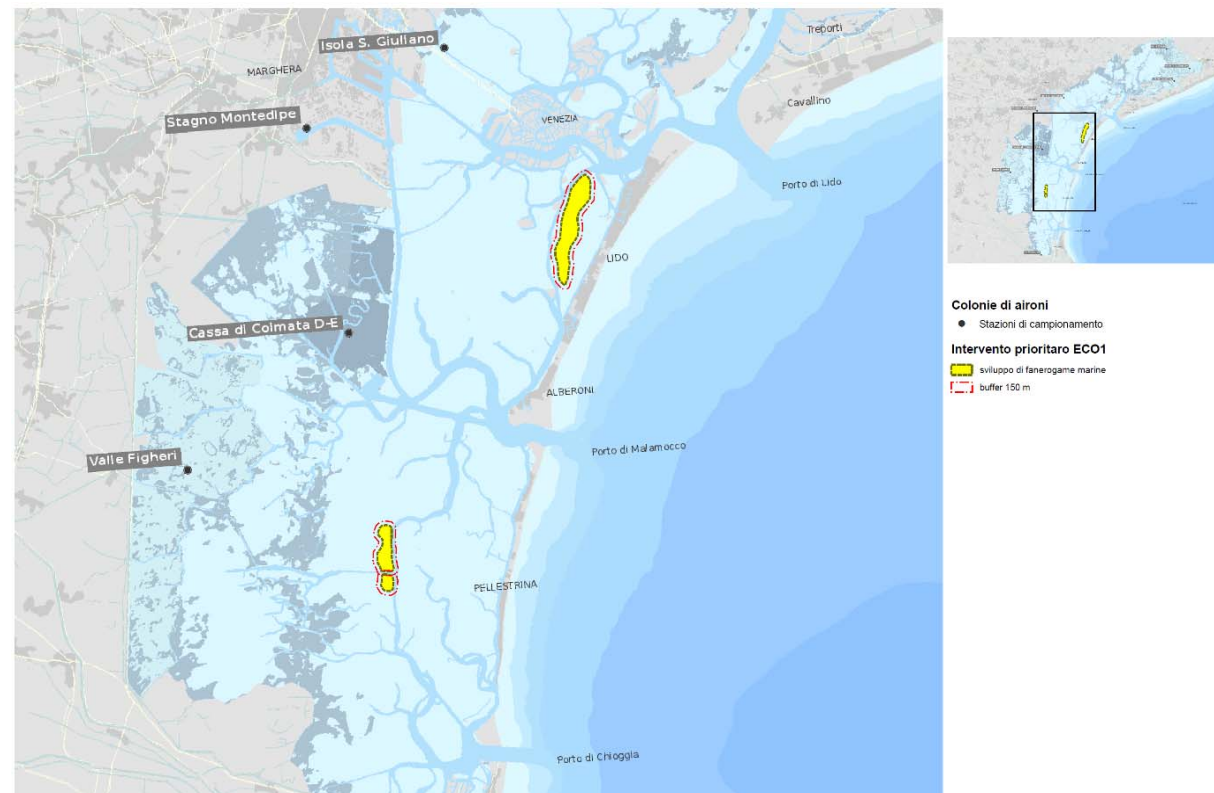 Treporti
Isola S. Giuliano
MARGHERA
Cavallino
Stagno Montedipe
VENEZIA
Porto di Lido
LIDO
Cassa di Colmata D-E
ALBERONI
Porto di Malamocco
Valle Figheri
PELLESTRINA
Porto di Chioggia
Colonie di aironi
Stazioni di campionamento
Intervento prioritaro ECO1
sviluppo di fanerogame marine
buffer 150 m